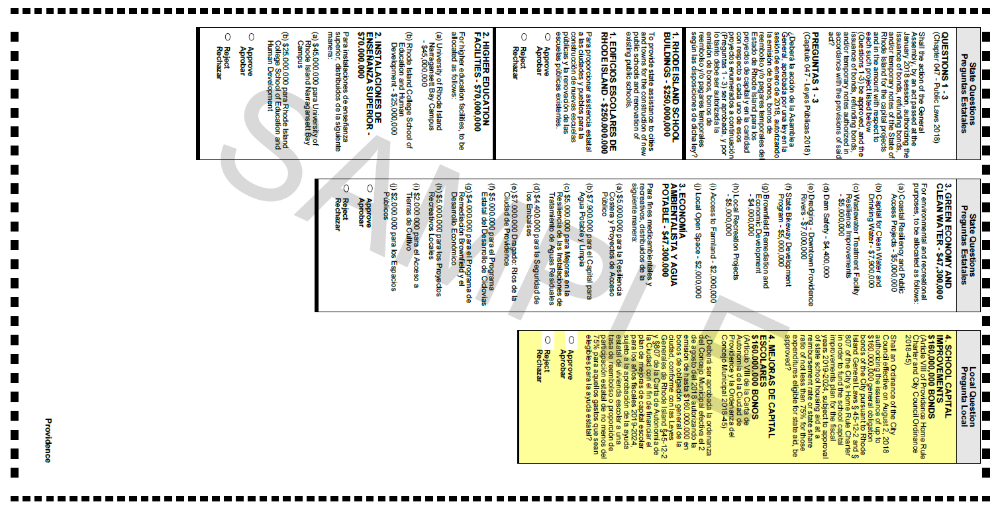 State Questions
Preguntas Estatales
QUESTIONS 1 - 3
(Chapter 047 - Public Laws 2018)
Shall the action of the General
Assembly, by an act passed at the
January 2018 session, authorizing the
issuance of bonds, refunding bonds,
and/or temporary notes of the State of
Rhode Island for the capital projects
and in the amount with respect to
each such project listed below
(Questions 1-3) be approved, and the
issuance of bonds, refunding bonds,
and/or temporary notes authorized in
accordance with the provisions of said
act?
PREGUNTAS 1 - 3
(Capítulo 047 - Leyes Públicas 2018)
¿Deberá la acción de la Asamblea
General, aprobada por una ley en la
sesión de enero de 2018, autorizando
la emisión de bonos, bonos de
reembolso y/o pagarés temporales del
Estado de Rhode Island para los
proyectos de capital y en la cantidad
con respecto a cada uno de esos
proyectos enumerados a continuación
(Preguntas 1 - 3) ser aprobada, y por
lo tanto debe ser autorizada la
emisión de bonos, bonos de
reembolso y/o pagarés temporales
según las disposiciones de dicha ley?
1. RHODE ISLAND SCHOOL
BUILDINGS - $250,000,000
To provide state assistance to cities
and towns for the construction of new
public schools and renovation of
existing public schools.
1. EDIFICIOS ESCOLARES DE
RHODE ISLAND - $250.000.000
Para proporcionar asistencia estatal
a las ciudades y pueblos para la
construcción de nuevas escuelas
públicas y la renovación de las
escuelas públicas existentes.
Approve
Aprobar
Reject
Rechazar
2. HIGHER EDUCATION
FACILITIES - $70,000,000
For higher education facilities, to be
allocated as follows:
(a) University of Rhode Island
Narragansett Bay Campus
- $45,000,000
(b) Rhode Island College School of
Education and Human
Development - $25,000,000
2. INSTALACIONES DE
ENSEÑANZA SUPERIOR -
$70.000.000
Para instalaciones de enseñanza
superior, distribuidos de la siguiente
manera:
(a) $45.000.000 para University of
Rhode Island Narragansett Bay
Campus
(b) $25.000.000 para Rhode Island
College School of Education and
Human Development
Approve
Aprobar
Reject
Rechazar
State Questions
Preguntas Estatales
3. GREEN ECONOMY AND
CLEAN WATER - $47,300,000
For environmental and recreational
purposes, to be allocated as follows:
(a) Coastal Resiliency and Public
Access Projects - $5,000,000
(b) Capital for Clean Water and
Drinking Water - $7,900,000
(c) Wastewater Treatment Facility
Resilience Improvements
- $5,000,000
(d) Dam Safety - $4,400,000
(e) Dredging - Downtown Providence
Rivers - $7,000,000
(f) State Bikeway Development
Program - $5,000,000
(g) Brownfield Remediation and
Economic Development
- $4,000,000
(h) Local Recreation Projects
- $5,000,000
(i) Access to Farmland - $2,000,000
(j) Local Open Space - $2,000,000
3. ECONOMÍA
AMBIENTALISTA Y AGUA
POTABLE - $47.300.000
Para fines medioambientales y
recreativos, distribuidos de la
siguiente manera:
(a) $5.000.000 para la Resiliencia
Costera y Proyectos de Acceso
Público
(b) $7.900.000 para el Capital para
Agua Potable y Limpia
(c) $5.000.000 para Mejoras en la
Resiliencia de las Instalaciones de
Tratamiento de Aguas Residuales
(d) $4.400.000 para la Seguridad de
los Embalses
(e) $7.000.000 Dragado: Ríos de la
Ciudad de Providence
(f) $5.000.000 para el Programa
Estatal del Desarrollo de Ciclovías
(g) $4.000.000 para el Programa de
Remediación Brownfield y el
Desarrollo Económico
(h) $5.000.000 para los Proyectos
Recreativos Locales
(i) $2.000.000 para el Acceso a
Tierras de Cultivo
(j) $2.000.000 para los Espacios
Públicos
Approve
Aprobar
Reject
Rechazar
Local Question
Pregunta Local
4. SCHOOL CAPITAL
IMPROVEMENTS
$160,000,000 BONDS
(Article VIII of Providence Home Rule
Charter and City Council Ordinance
2018-45)
Shall an Ordinance of the City
Council effective on August 2, 2018
authorizing the issuance of up to
$160,000,000 general obligation
bonds of the City pursuant to Rhode
Island General Laws § 45-12-2 and §
807 of the City's Home Rule Charter
in order to fund the school capital
improvements plan for the fiscal
years 2019-2024, subject to approval
of state school housing aid at a
reimbursement rate or state share
ratio of not less than 75% for those
expenditures eligible for state aid, be
approved?
4. MEJORAS DE CAPITAL
ESCOLARES
$160.000.000 BONOS
(Artículo VIII de la Carta de
Autonomía de la Ciudad de
Providence y la Ordenanza del
Concejo Municipal 2018-45)
¿Deberá ser aprobada la ordenanza
del Concejo Municipal efectiva el 2
de agosto del 2018 autorizando la
emisión de hasta $160.000.000 en
bonos de obligación general de la
ciudad, conforme con las Leyes
Generales de Rhode Island §45-12-2
y §807 de la Carta de Autonomía de
la Ciudad con el fin de financiar el
plan de mejoras de capital escolar
para los años fiscales 2019-2024,
sujeto a la aprobación de la ayuda
estatal de vivienda escolar a una
tasa de reembolso o proporción de
participación estatal de no menos del
75% para aquellos gastos que sean
elegibles para la ayuda estatal?
Approve
Aprobar
Reject
Rechazar
Providence
SAMPLE